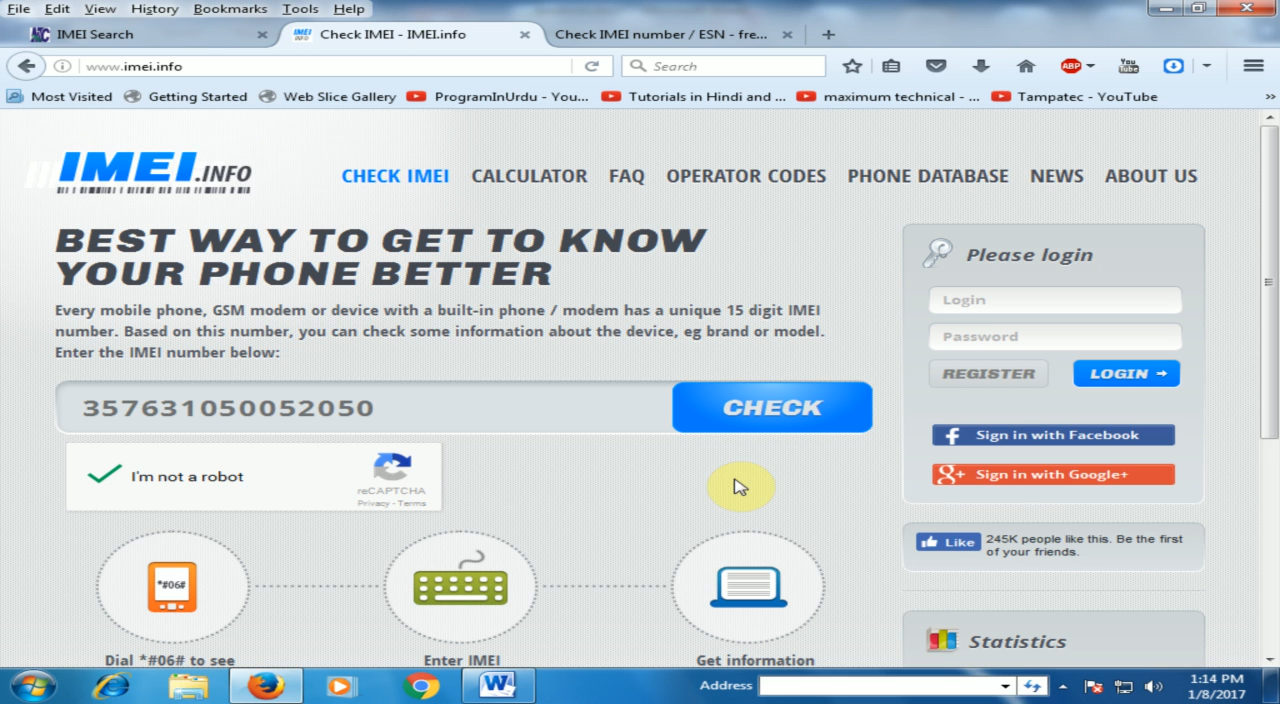 File Edit View History Bookmarks Tools Help
IMEI Search
Check IMEI - IMEI.info
Check IMEI number / ESN - fre...
www.imei.info
Search
ABP
You Tube
Most Visited Getting Started Web Slice Gallery ProgramInUrdu - You... Tutorials in Hindi and ... maximum technical - ... Tampatec - YouTube
IMEI.INFO
CHECK IMEI CALCULATOR FAQ OPERATOR CODES PHONE DATABASE NEWS ABOUT US
BEST WAY TO GET TO KNOW
YOUR PHONE BETTER
Every mobile phone, GSM modem or device with a built-in phone / modem has a unique 15 digit IMEI
number. Based on this number, you can check some information about the device, eg brand or model.
Enter the IMEI number below:
357631050052050
CHECK
I'm not a robot
reCAPTCHA
Privacy - Terms
*#06#
Dial *#06# to see
Enter IMEI
Get information
Please login
Login
Password
REGISTER
LOGIN
Sign in with Facebook
Sign in with Google+
Like
245K people like this. Be the first
of your friends.
Statistics
Address
1:14 PM
1/8/2017